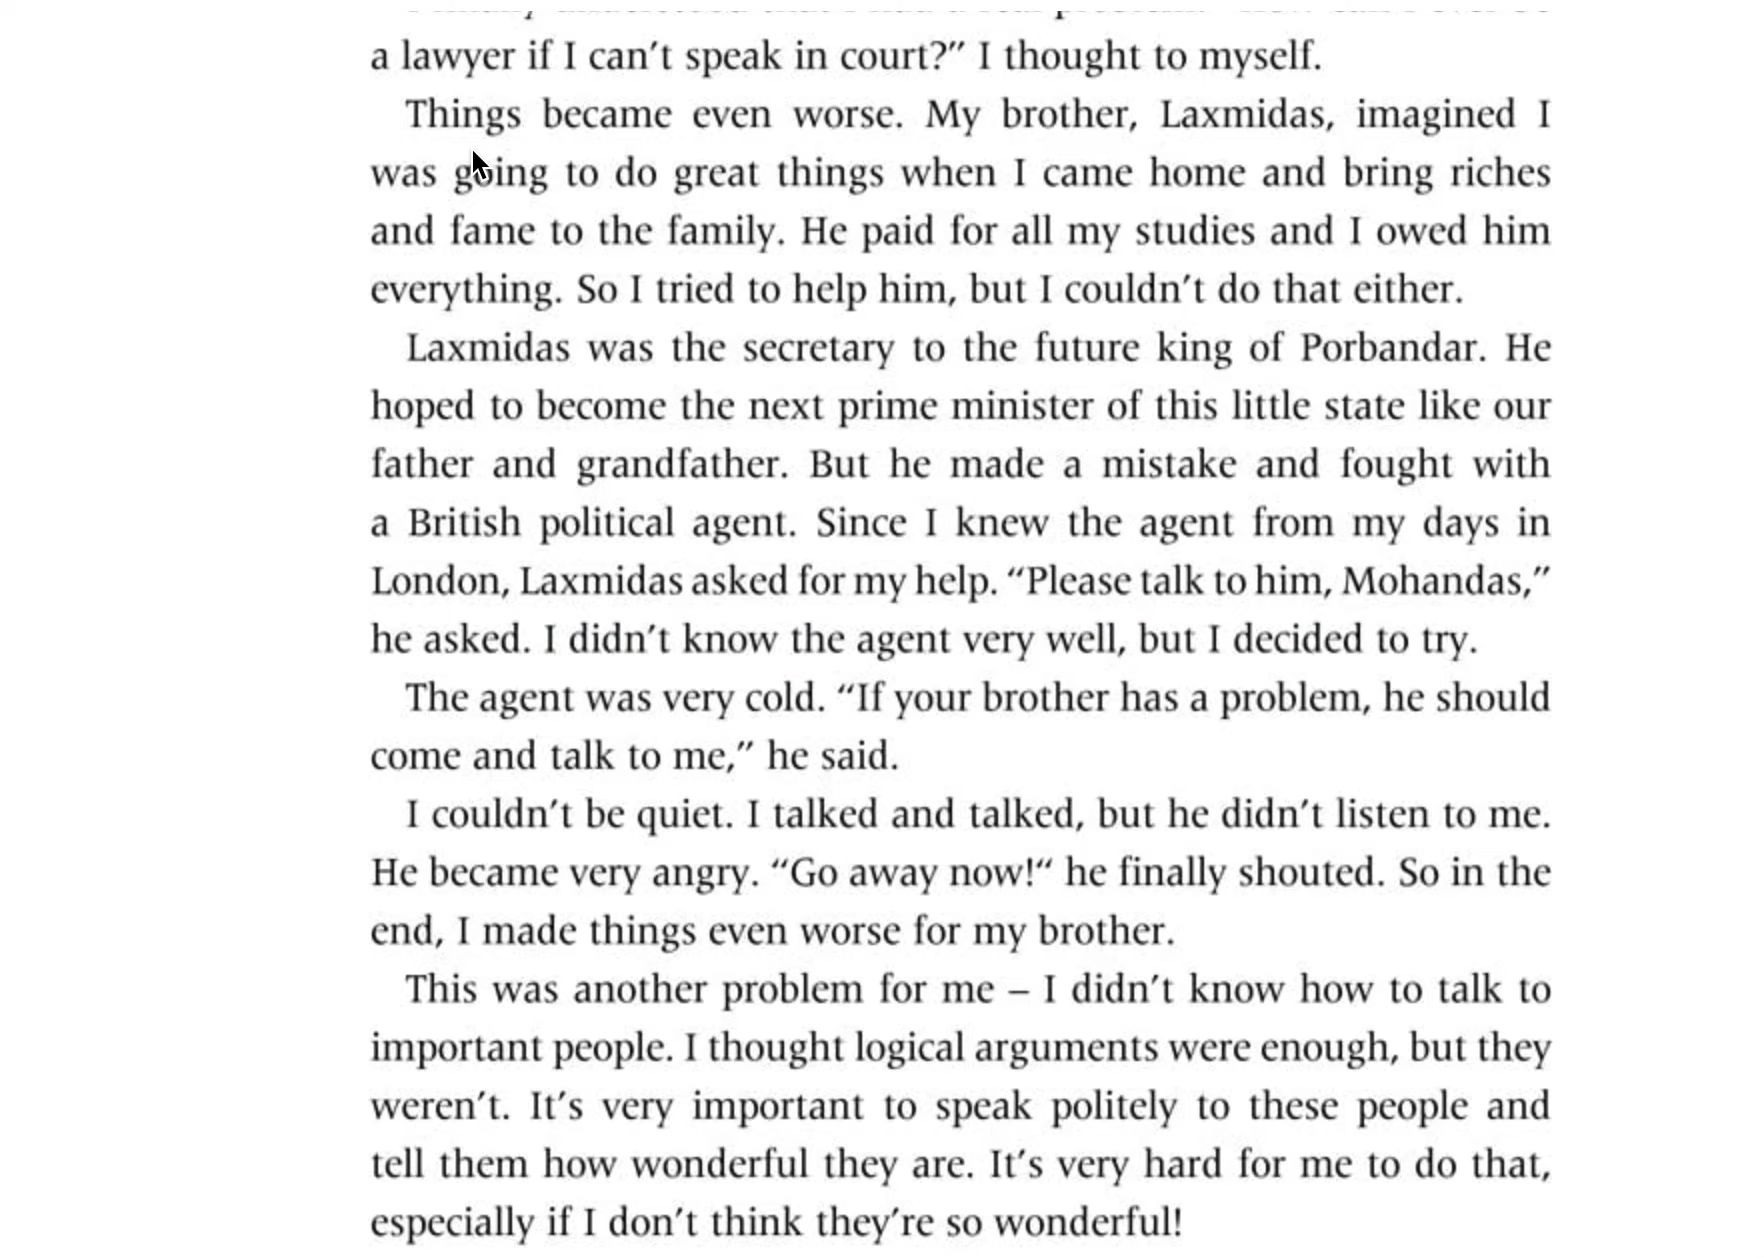 a lawyer if I can’t speak in court?” I thought to myself.
Things became even worse. My brother, Laxmidas, imagined I
was going to do great things when I came home and bring riches
and fame to the family. He paid for all my studies and I owed him
everything. So I tried to help him, but I couldn’t do that either.
Laxmidas was the secretary to the future king of Porbandar. He
hoped to become the next prime minister of this little state like our
father and grandfather. But he made a mistake and fought with
a British political agent. Since I knew the agent from my days in
London, Laxmidas asked for my help. “Please talk to him, Mohandas,”
he asked. I didn’t know the agent very well, but I decided to try.
The agent was very cold. “If your brother has a problem, he should
come and talk to me,” he said.
I couldn’t be quiet. I talked and talked, but he didn’t listen to me.
He became very angry. “Go away now!“ he finally shouted. So in the
end, I made things even worse for my brother.
This was another problem for me – I didn’t know how to talk to
important people. I thought logical arguments were enough, but they
weren’t. It’s very important to speak politely to these people and
tell them how wonderful they are. It’s very hard for me to do that,
especially if I don’t think they’re so wonderful!